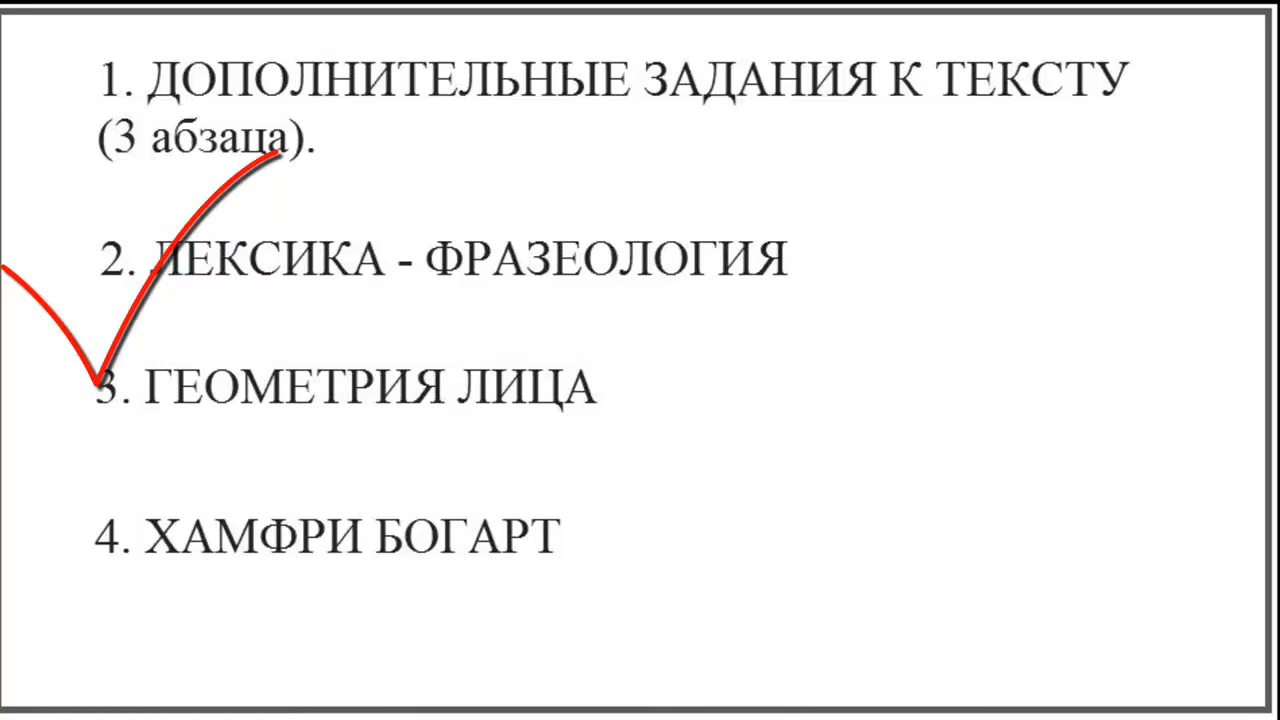 1. ДОПОЛНИТЕЛЬНЫЕ ЗАДАНИЯ К ТЕКСТУ
(3 абзаца).
2. ЛЕКСИКА - ФРАЗЕОЛОГИЯ
3. ГЕОМЕТРИЯ ЛИЦА
4. ХАМФРИ БОГАРТ